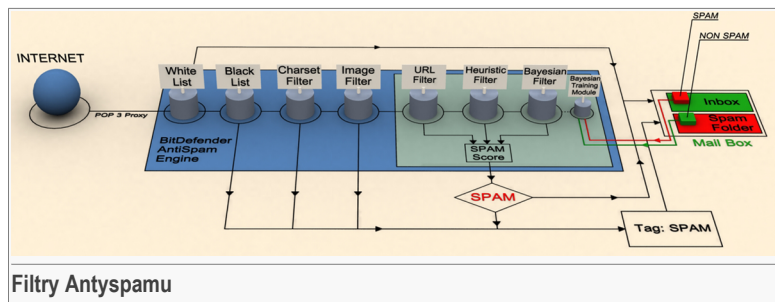 SPAM
NON SPAM
INTERNET
White
List
Black
List
Charset
Filter
Image
Filter
URL
Filter
Heuristic
Filter
Bayesian
Filter
Bayesian
Training
Module
Inbox
Spam
Folder
Mail Box
POP 3 Proxy
BitDefender
AntiSpam
Engine
SPAM
Score
SPAM
Tag: SPAM
Filtry Antyspamu